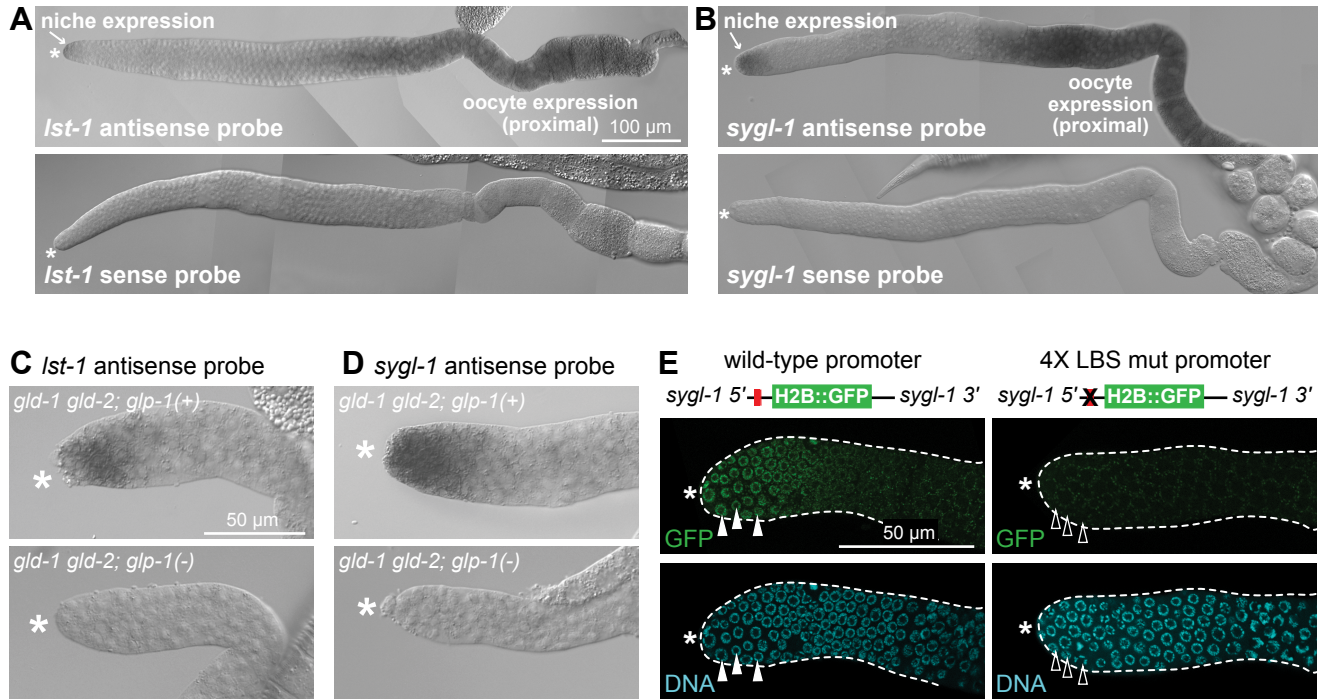 A
niche expression
*
oocyte expression
(proximal)
lst-1 antisense probe
100 µm
*
lst-1 sense probe
B
niche expression
*
oocyte
expression
(proximal)
sygl-1 antisense probe
*
sygl-1 sense probe
C lst-1 antisense probe
gld-1 gld-2; glp-1(+)
*
50 µm
gld-1 gld-2; glp-1(-)
*
D sygl-1 antisense probe
gld-1 gld-2; glp-1(+)
*
gld-1 gld-2; glp-1(-)
*
E
wild-type promoter
sygl-1 5' H2B::GFP sygl-1 3'
*
GFP
50 µm
*
DNA
4X LBS mut promoter
sygl-1 5' X H2B::GFP sygl-1 3'
*
GFP
*
DNA